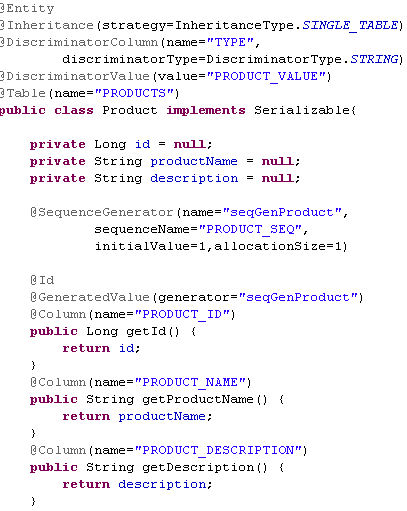 @Entity
@Inheritance(strategy=InheritanceType.SINGLE_TABLE)
@DiscriminatorColumn(name="TYPE",
discriminatorType=DiscriminatorType.STRING)
@DiscriminatorValue(value="PRODUCT_VALUE")
@Table(name="PRODUCTS")
public class Product implements Serializable{
private Long id = null;
private String productName = null;
private String description = null;
@SequenceGenerator(name="seqGenProduct",
sequenceName="PRODUCT_SEQ",
initialValue=1,allocationSize=1)
@Id
@GeneratedValue(generator="seqGenProduct")
@Column(name="PRODUCT_ID")
public Long getId() {
return id;
}
@Column(name="PRODUCT_NAME")
public String getProductName() {
return productName;
}
@Column(name="PRODUCT_DESCRIPTION")
public String getDescription() {
return description;
}